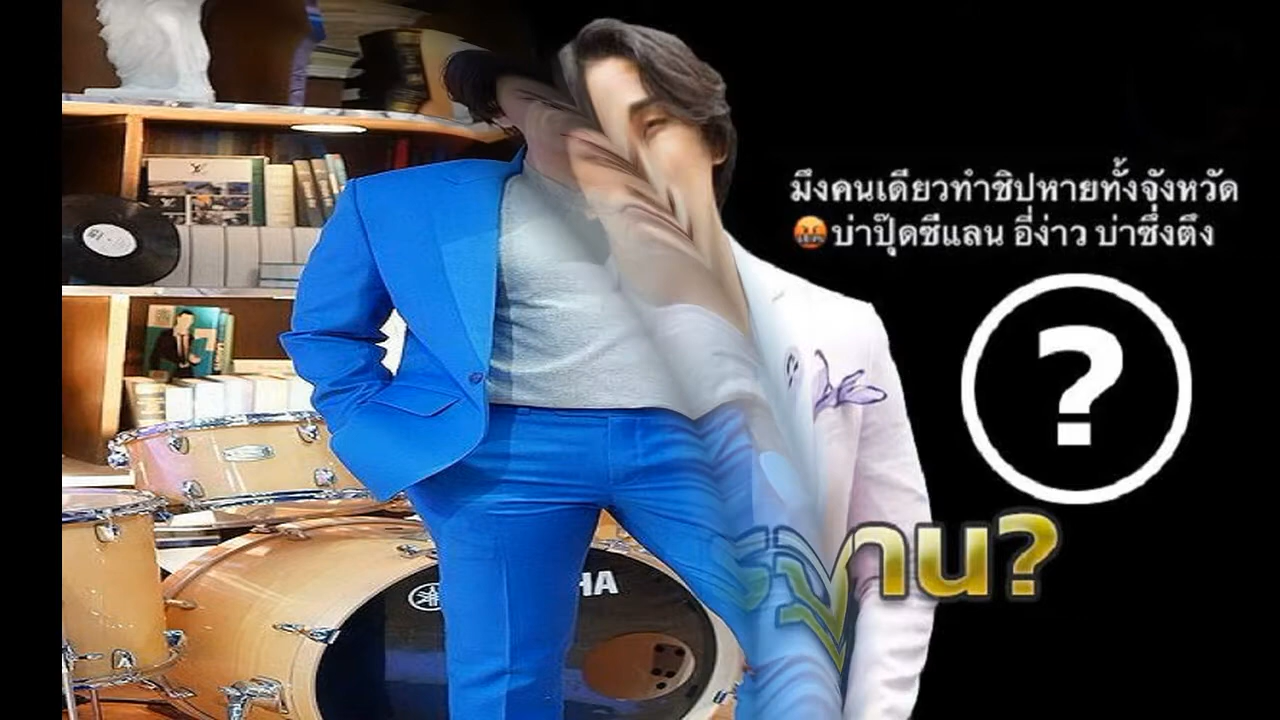 มึงคนเดียวทำชิปหายทั้งจังหวัด
🤬บ่าปุ๊ดซีแลน อี่ง่าว บ่าซึ่งตึง
?
าน?